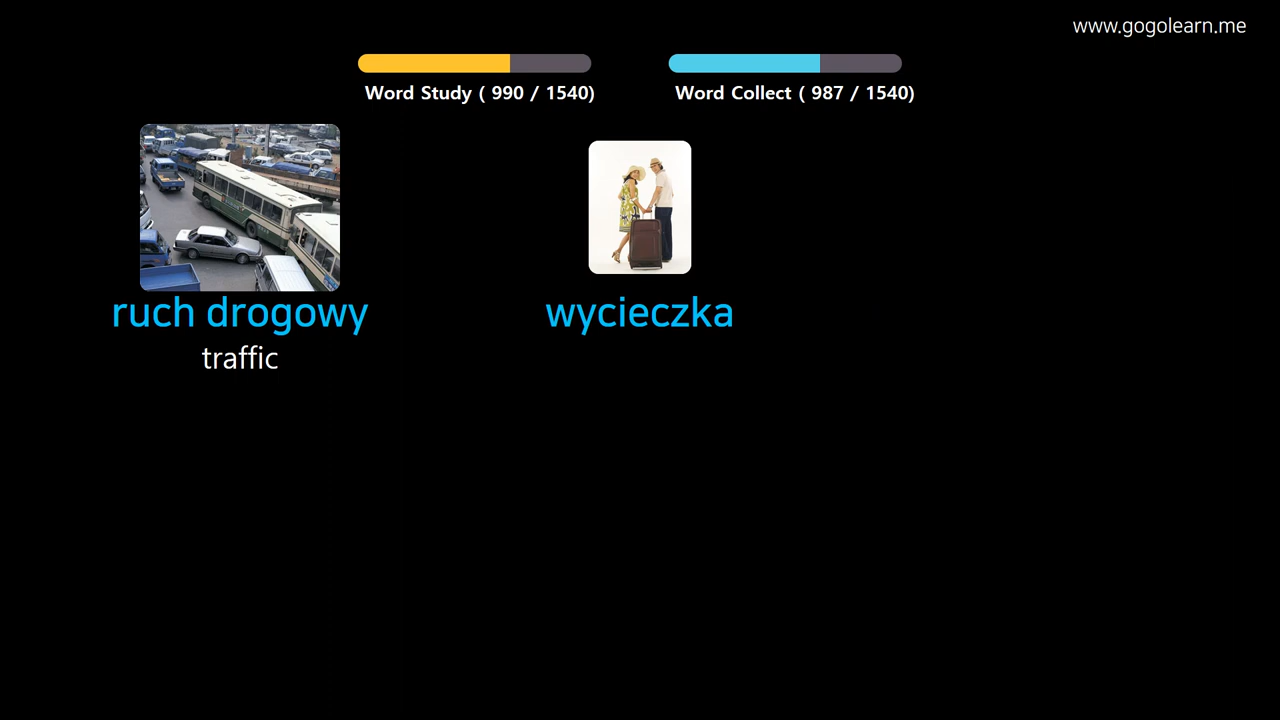 www.gogolearn.me
Word Study ( 990 / 1540)
Word Collect ( 987 / 1540)
ruch drogowy
traffic
wycieczka